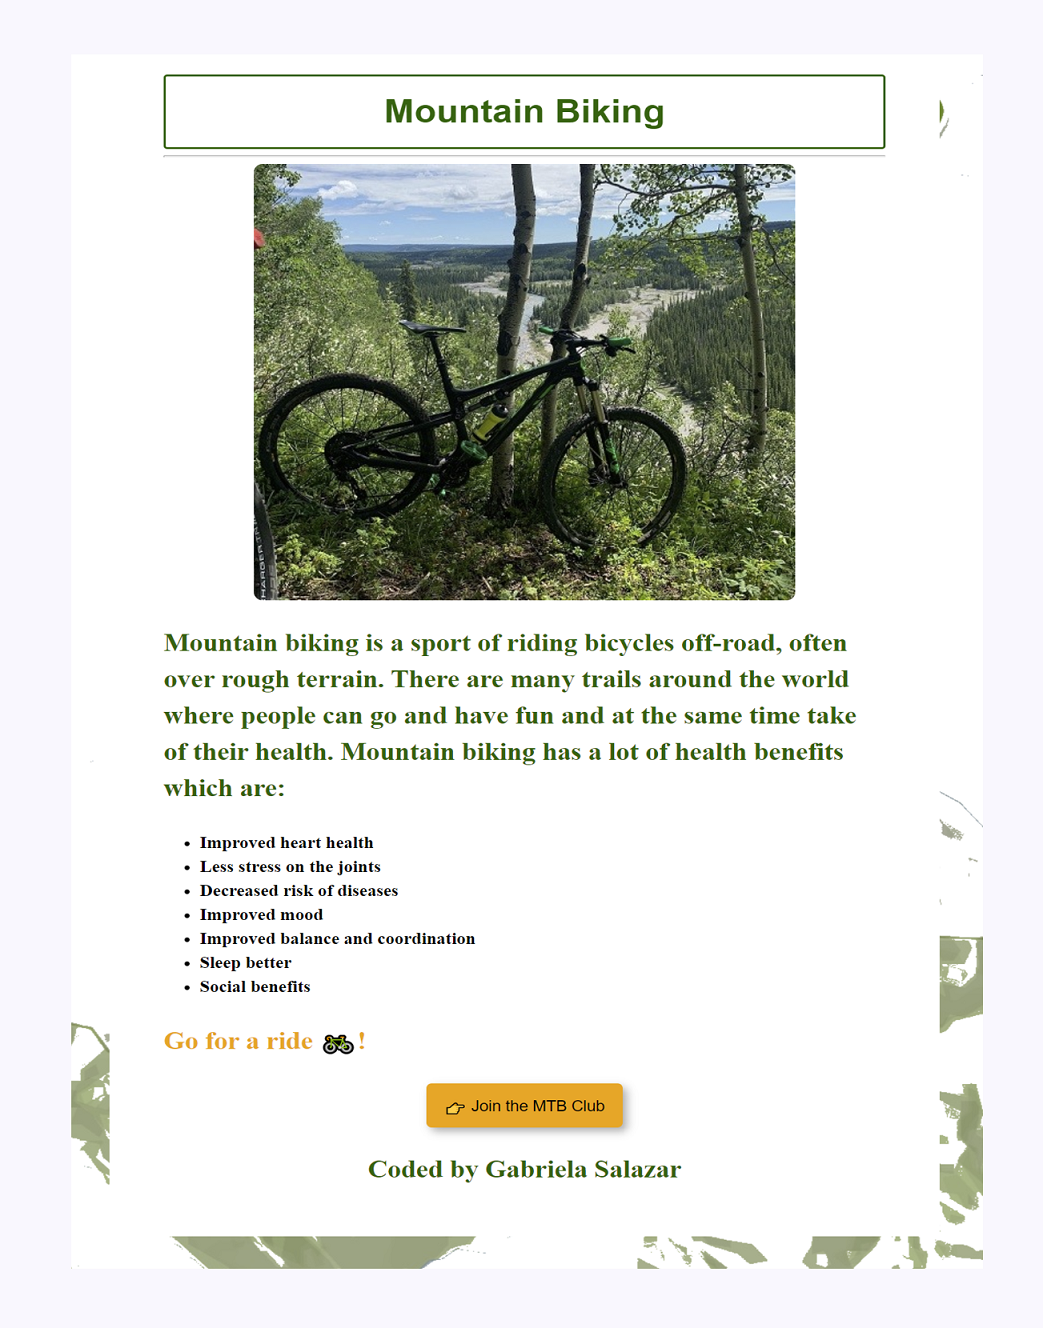 Mountain Biking
Mountain biking is a sport of riding bicycles off-road, often
over rough terrain. There are many trails around the world
where people can go and have fun and at the same time take
of their health. Mountain biking has a lot of health benefits
which are:
Improved heart health
Less stress on the joints
Decreased risk of diseases
Improved mood
Improved balance and coordination
Sleep better
Social benefits
Go for a ride 🚲!
👉 Join the MTB Club
Coded by Gabriela Salazar